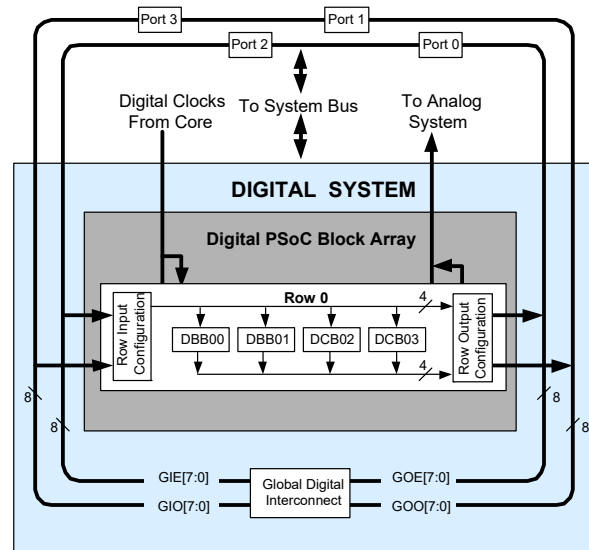 Port 3
Port 1
Port 2
Port 0
Digital Clocks
From Core
To System Bus
To Analog
System
DIGITAL SYSTEM
Digital PSoC Block Array
Row 0
4
Row Input
Configuration
DBB00
DBB01
DCB02
DCB03
4
Row Output
Configuration
8
8
8
8
GIE[7:0]
GIO[7:0]
Global Digital
Interconnect
GOE[7:0]
GOO[7:0]